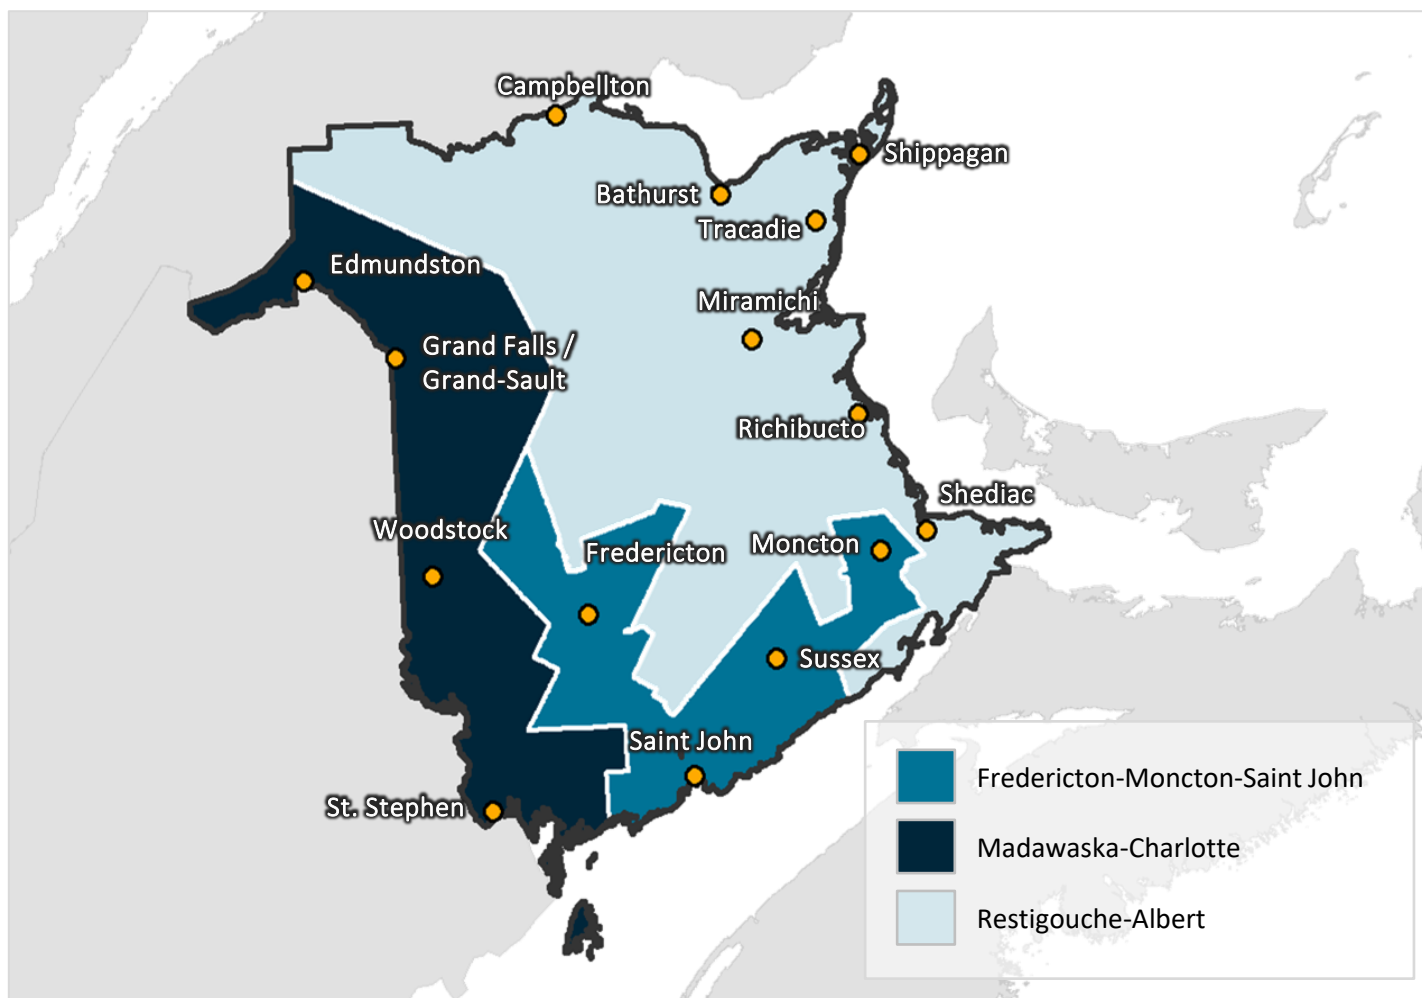 Campbellton
Shippagan
Bathurst
Tracadie
Edmundston
Miramichi
Grand Falls /
Grand-Sault
Richibucto
Shediac
Woodstock
Fredericton
Moncton
Sussex
Saint John
St. Stephen
Fredericton-Moncton-Saint John
Madawaska-Charlotte
Restigouche-Albert